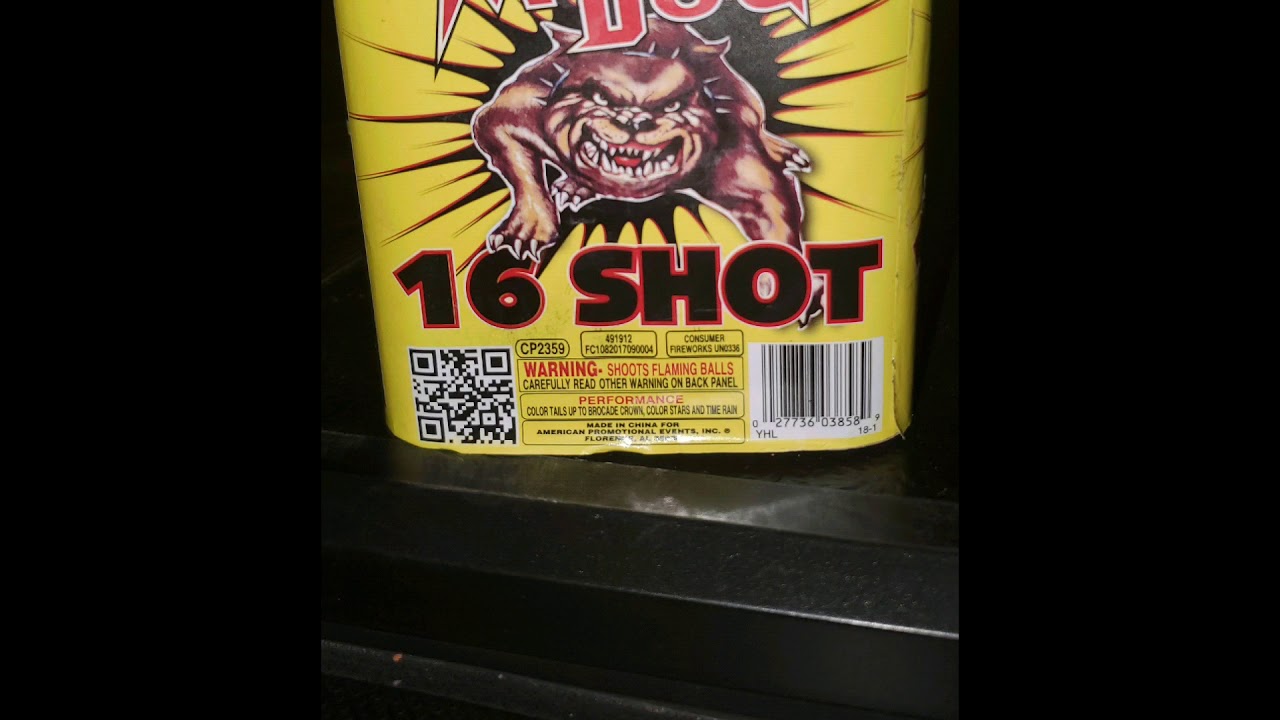 DOG
16 SHOT
CP2359
491912
FC1082017090004
CONSUMER
FIREWORKS UN0336
WARNING- SHOOTS FLAMING BALLS
CAREFULLY READ OTHER WARNING ON BACK PANEL
PERFORMANCE
COLOR TAILS UP TO BROCADE CROWN, COLOR STARS AND TIME RAIN
MADE IN CHINA FOR
AMERICAN PROMOTIONAL EVENTS, INC. ®
AL
0 27736 03858 9
YHL 18-1